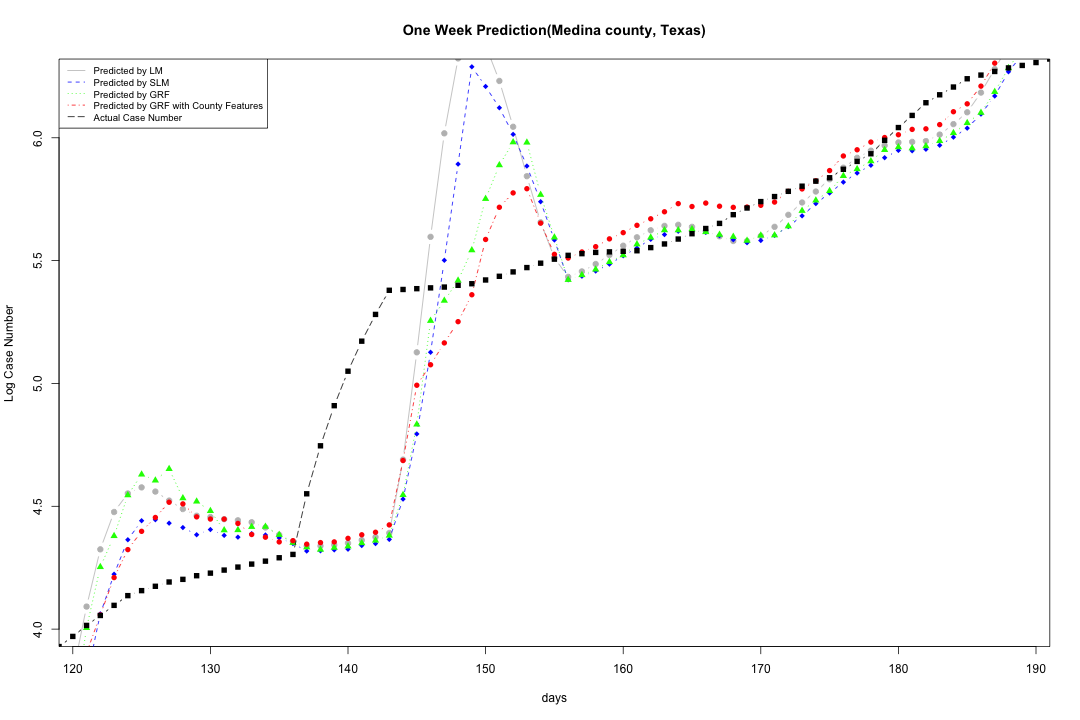 One Week Prediction(Medina county, Texas)
Predicted by LM
Predicted by SLM
Predicted by GRF
Predicted by GRF with County Features
Actual Case Number
Log Case Number
6.0
5.5
5.0
4.5
4.0
120 130 140 150 160 170 180 190
days